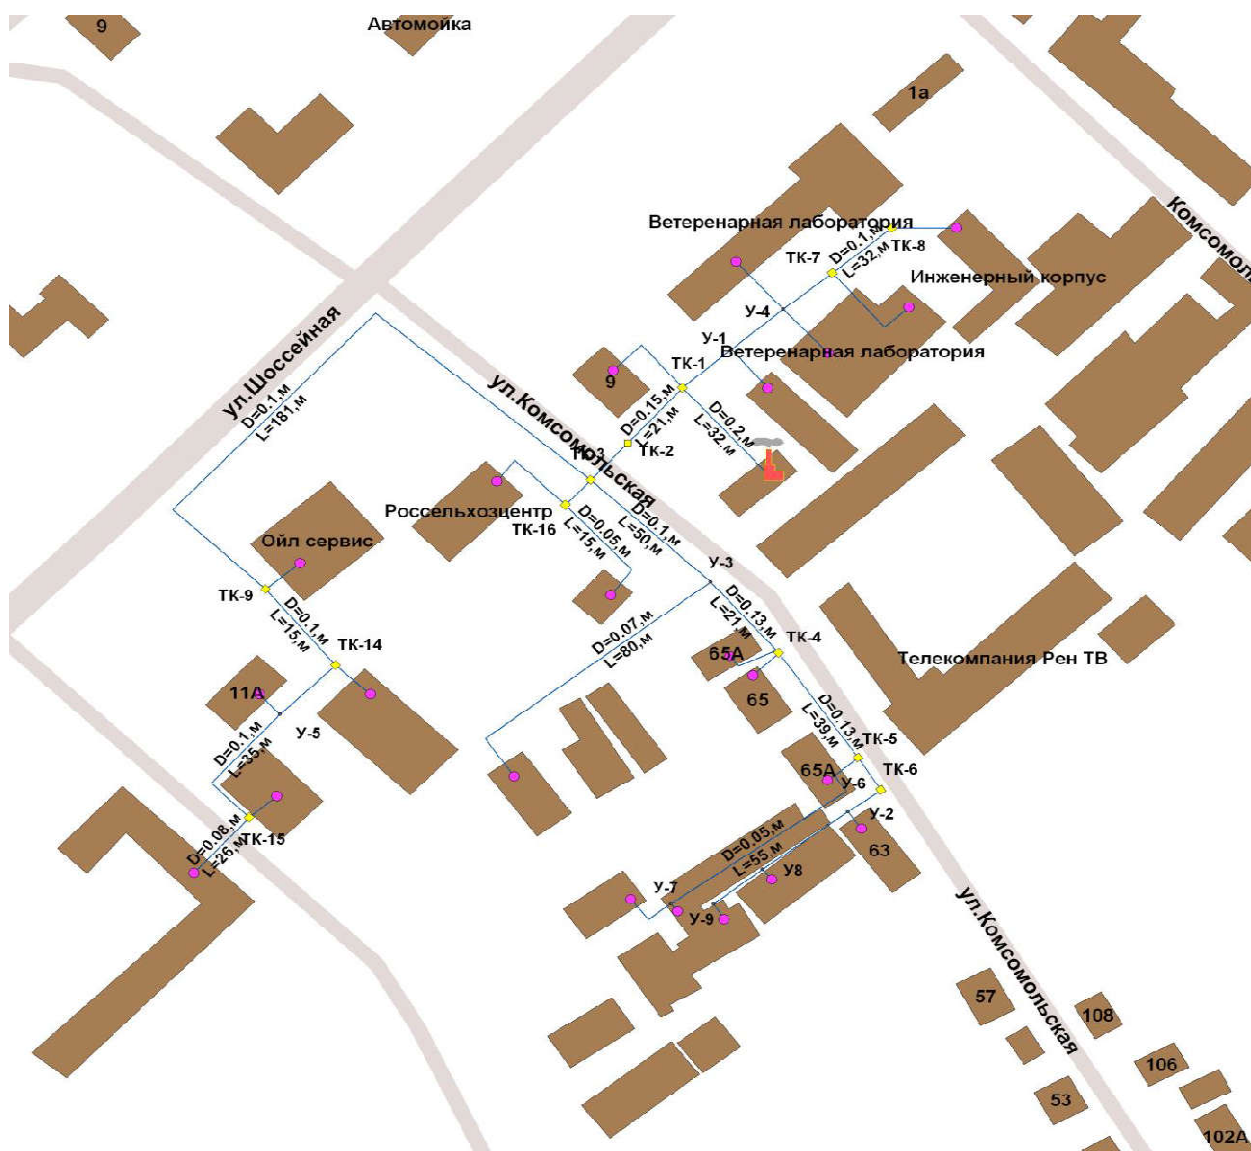 9
Автомойка
1а
Комсомоль
Ветеренарная лаборатория
D=0.1,м
L=32,м
ТК-8
ТК-7
Инженерный корпус
У-4
ул.Шоссейная
У-1
Ветеренарная лаборатория
ТК-1
9
ул.Комсомольская
D=0.1,м
L=181,м
D=0.15,м
L=21,м
D=0.2,м
L=32.м
ТК-2
Россельхозцентр
ТК-16
D=0.05,м
L=15,м
D=0.1,м
L=50,м
Ойл сервис
У-3
ТК-9
D=0.1,м
L=15,м
ТК-14
D=0.07,м
L=80,м
D=0.13,м
L=21,м
ТК-4
65А
65
Телекомпания Рен ТВ
11А
У-5
D=0.1,м
L=35,м
D=0.13,м
L=39,м
ТК-5
ТК-6
65А
У-6
У-2
63
D=0.08,м
L=26,м
ТК-15
D=0.05,м
L=55,м
У8
У-7
У-9
ул.Комсомольская
57
108
106
53
102А